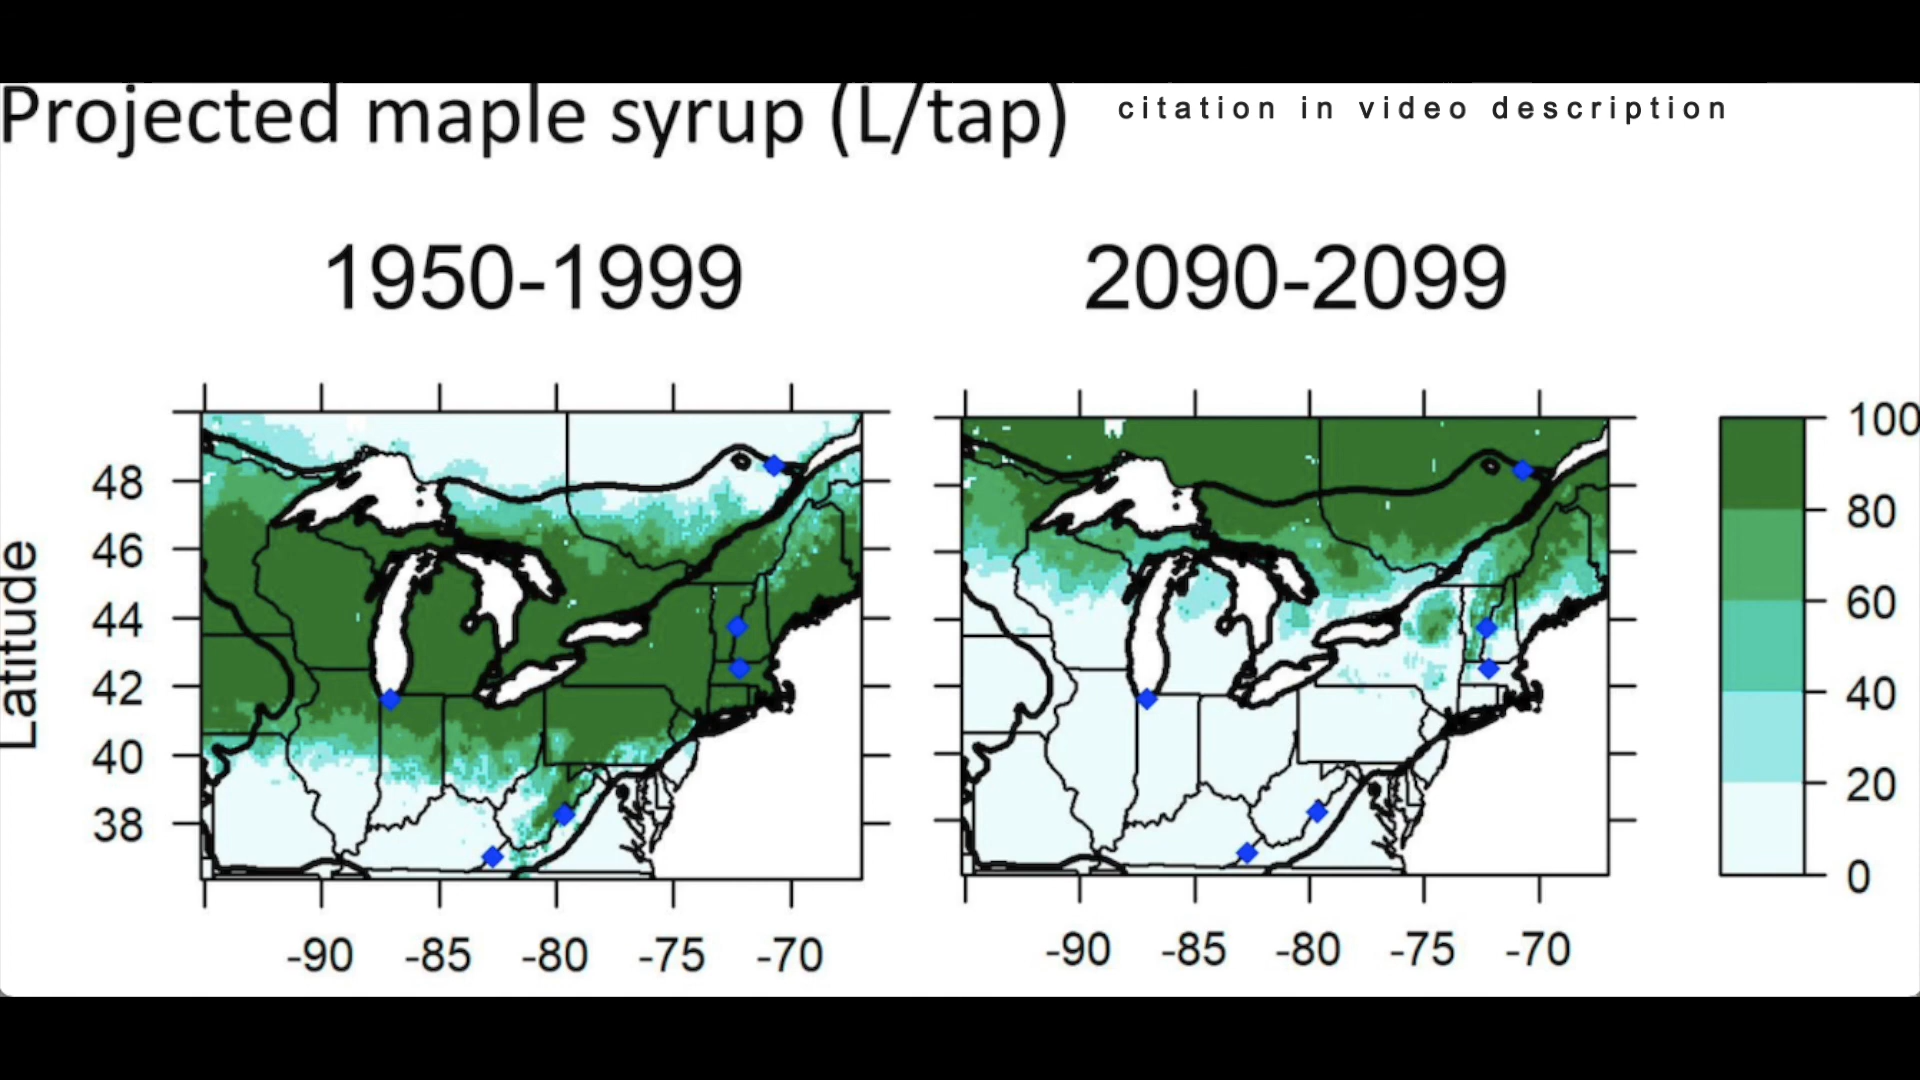 Projected maple syrup (L/tap)
citation in video description
1950-1999
2090-2099
Latitude
48
46
44
42
40
38
-90 -85 -80 -75 -70
-90 -85 -80 -75 -70
100
80
60
40
20
0